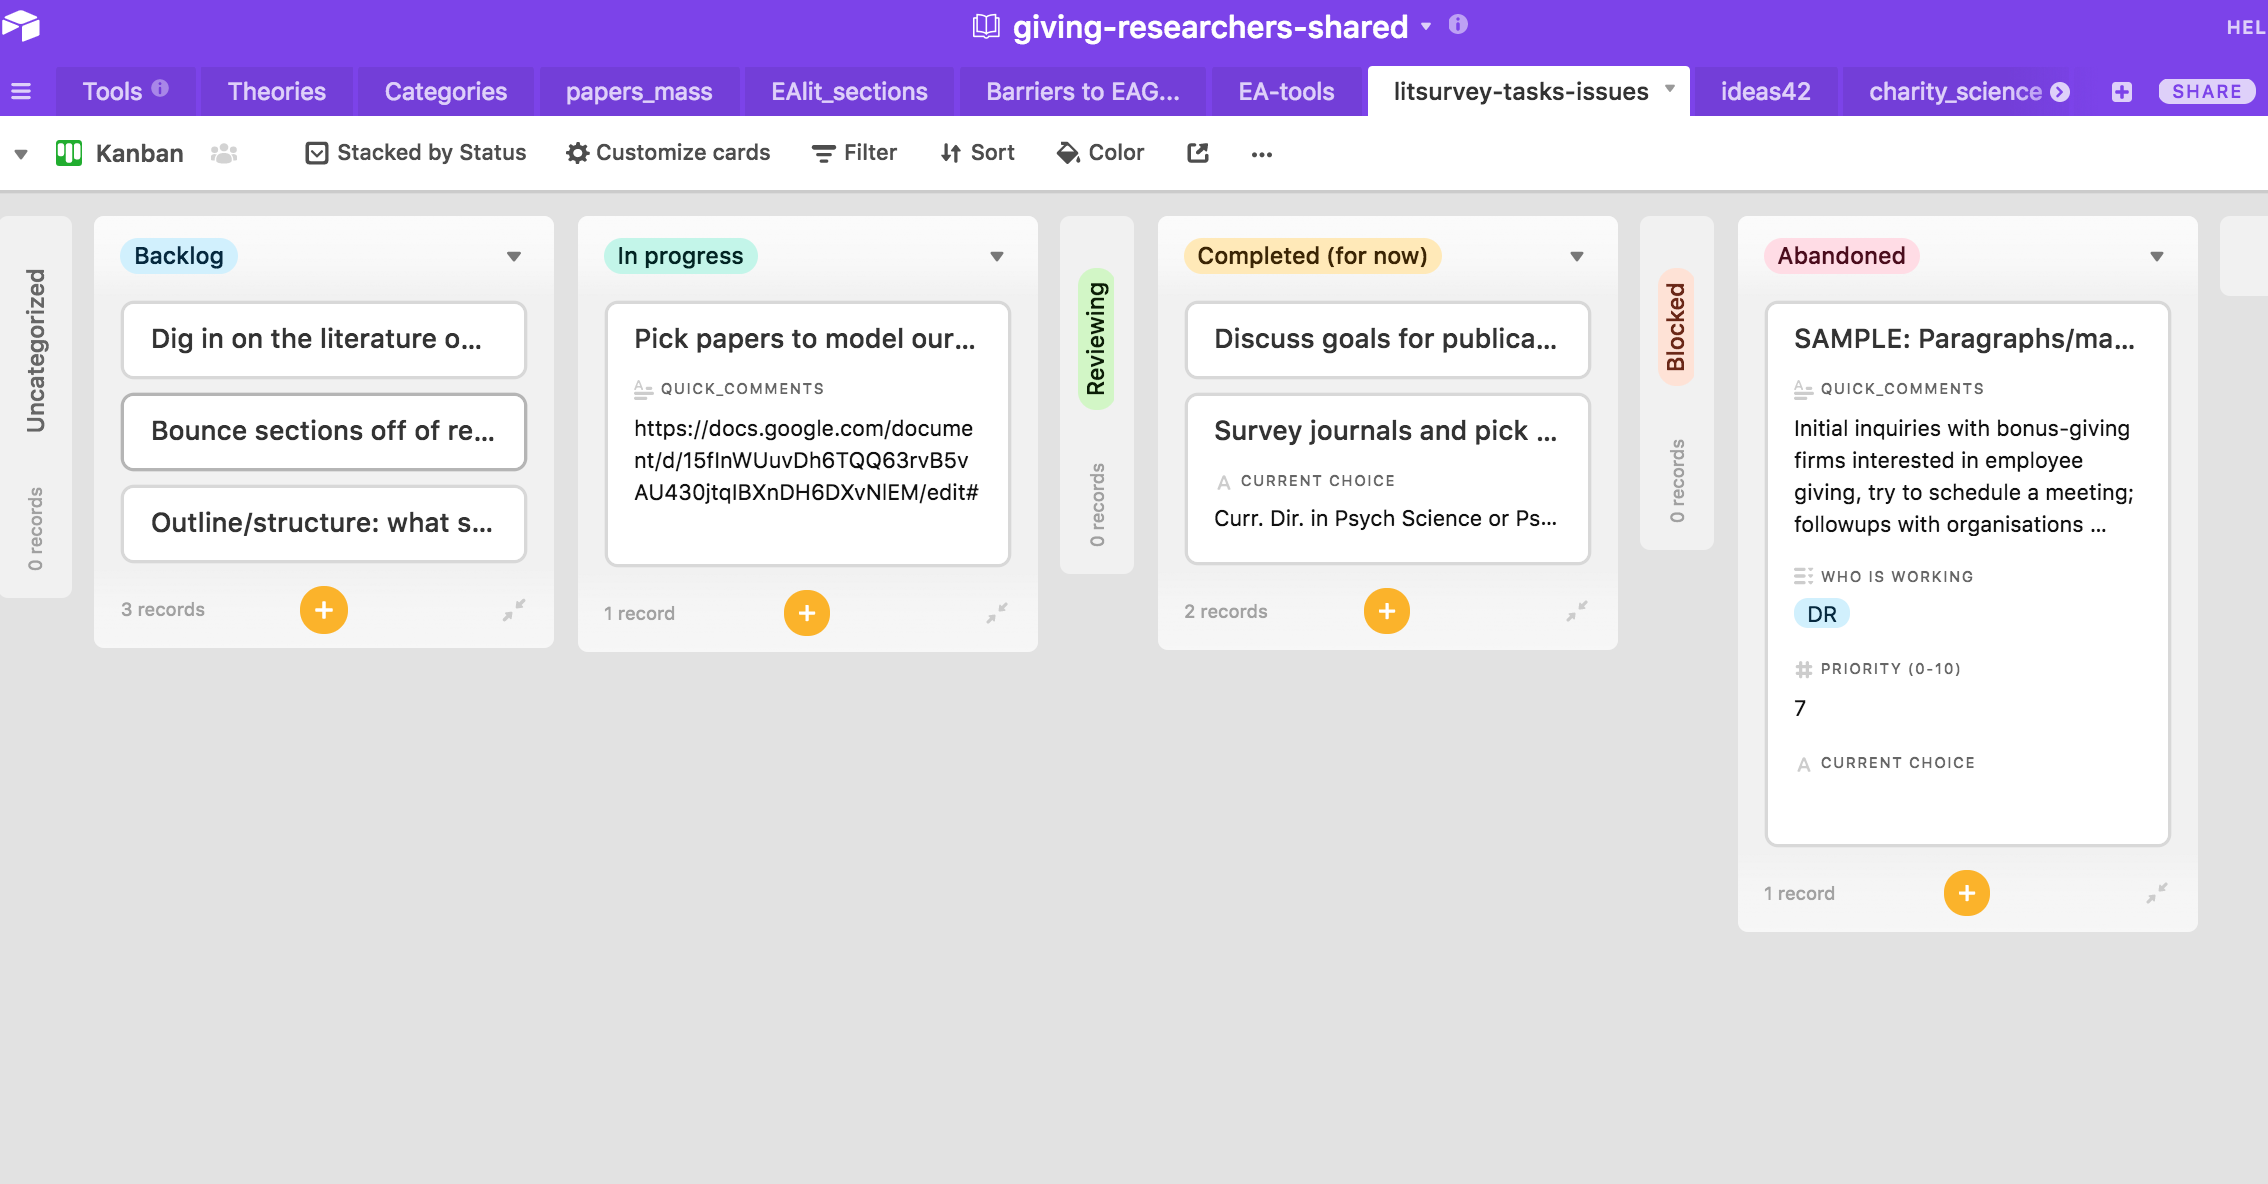 giving-researchers-shared
HEL
Tools
Theories
Categories
papers_mass
EAlit_sections
Barriers to EAG...
EA-tools
litsurvey-tasks-issues
ideas42
charity_science
SHARE
Kanban
Stacked by Status
Customize cards
Filter
Sort
Color
...
Uncategorized
0 records
Backlog
Dig in on the literature o...
Bounce sections off of re...
Outline/structure: what s...
3 records
In progress
Pick papers to model our...
QUICK_COMMENTS
https://docs.google.com/docume
nt/d/15fInWUuvDh6TQQ63rvB5v
AU430jtqIBXnDH6DXvNlEM/edit#
1 record
Reviewing
0 records
Completed (for now)
Discuss goals for publica...
Survey journals and pick ...
CURRENT CHOICE
Curr. Dir. in Psych Science or Ps...
2 records
Blocked
0 records
Abandoned
SAMPLE: Paragraphs/ma...
QUICK_COMMENTS
Initial inquiries with bonus-giving
firms interested in employee
giving, try to schedule a meeting;
followups with organisations ...
WHO IS WORKING
DR
PRIORITY (0-10)
7
CURRENT CHOICE
1 record